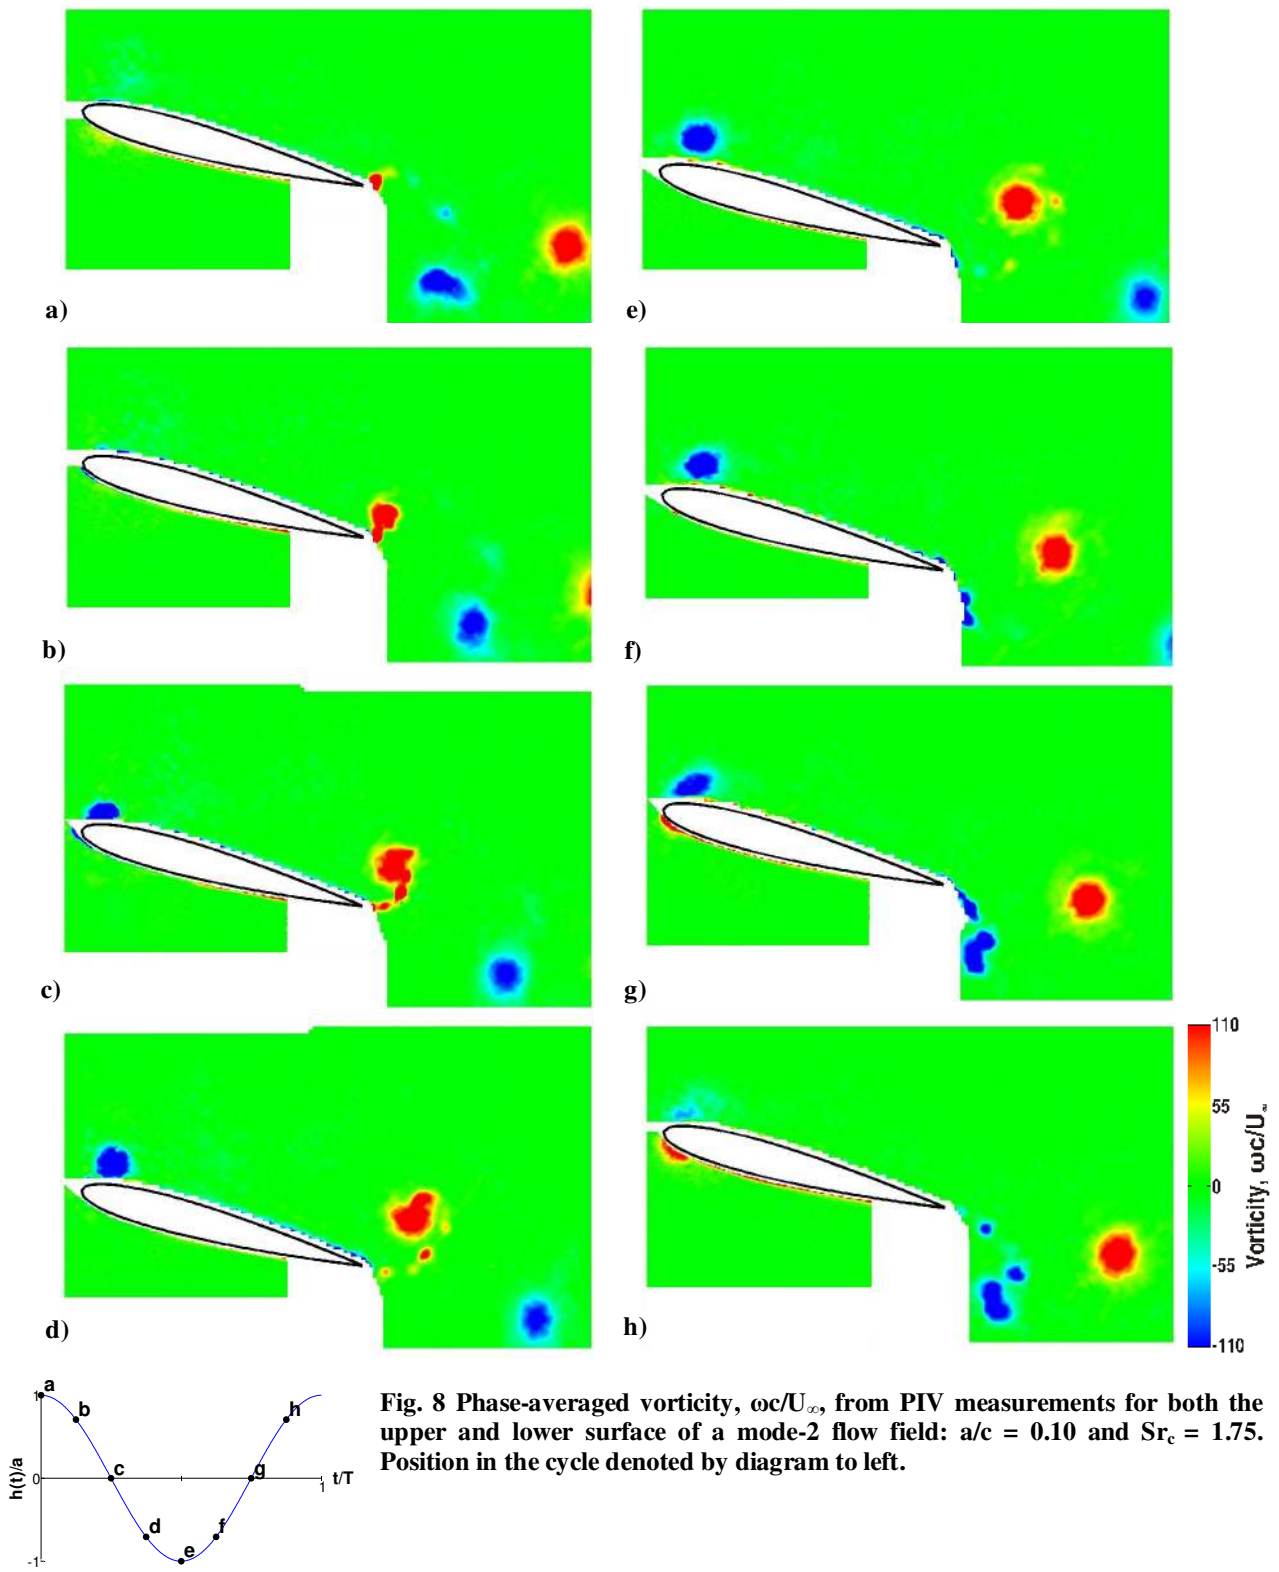 a)
e)
b)
f)
c)
g)
d)
h)
110
55
0
-55
-110
Vorticity, ωc/U∞
1
0
-1
h(t)/a
a
b
c
d
e
f
g
h
1
t/T
Fig. 8 Phase-averaged vorticity, ωc/U∞, from PIV measurements for both the
upper and lower surface of a mode-2 flow field: a/c = 0.10 and Src = 1.75.
Position in the cycle denoted by diagram to left.